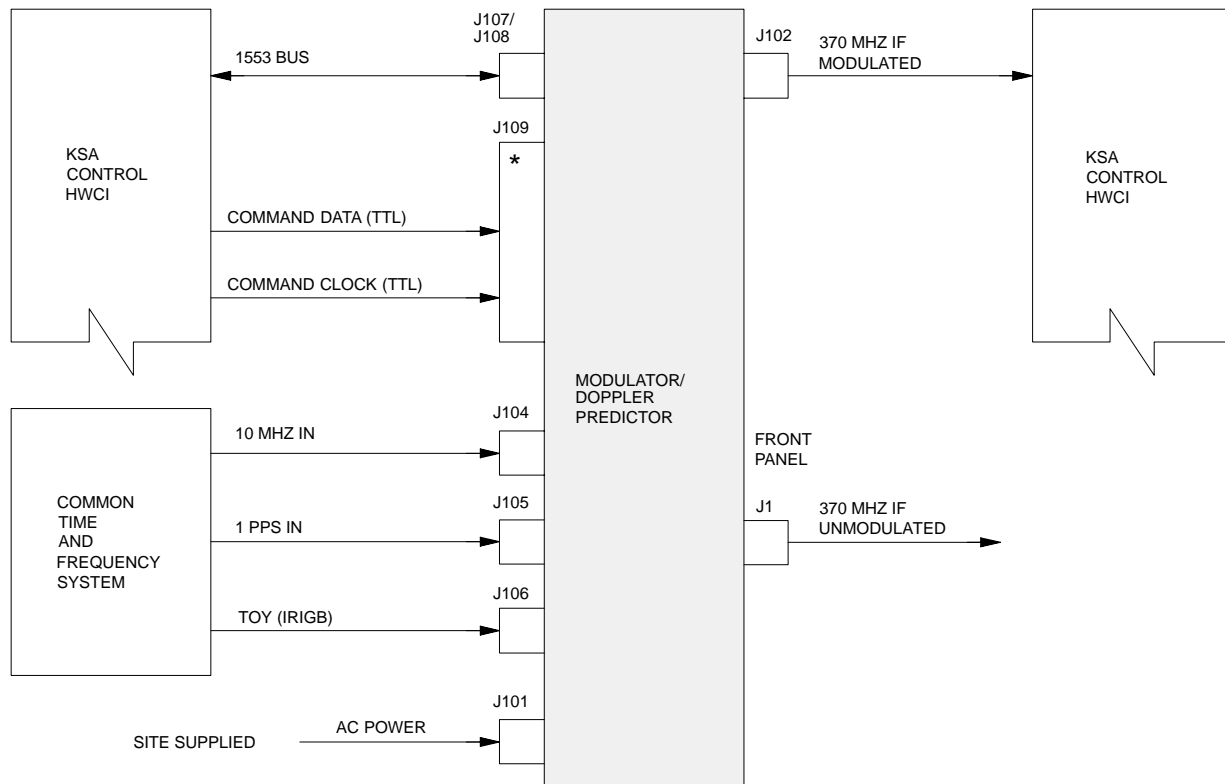 J107/
J108
1553 BUS
J109
*
KSA
CONTROL
HWCI
COMMAND DATA (TTL)
COMMAND CLOCK (TTL)
J102
370 MHZ IF
MODULATED
KSA
CONTROL
HWCI
MODULATOR/
DOPPLER
PREDICTOR
J104
10 MHZ IN
COMMON
TIME
AND
FREQUENCY
SYSTEM
J105
1 PPS IN
J106
TOY (IRIGB)
J101
AC POWER
SITE SUPPLIED
FRONT
PANEL
J1
370 MHZ IF
UNMODULATED